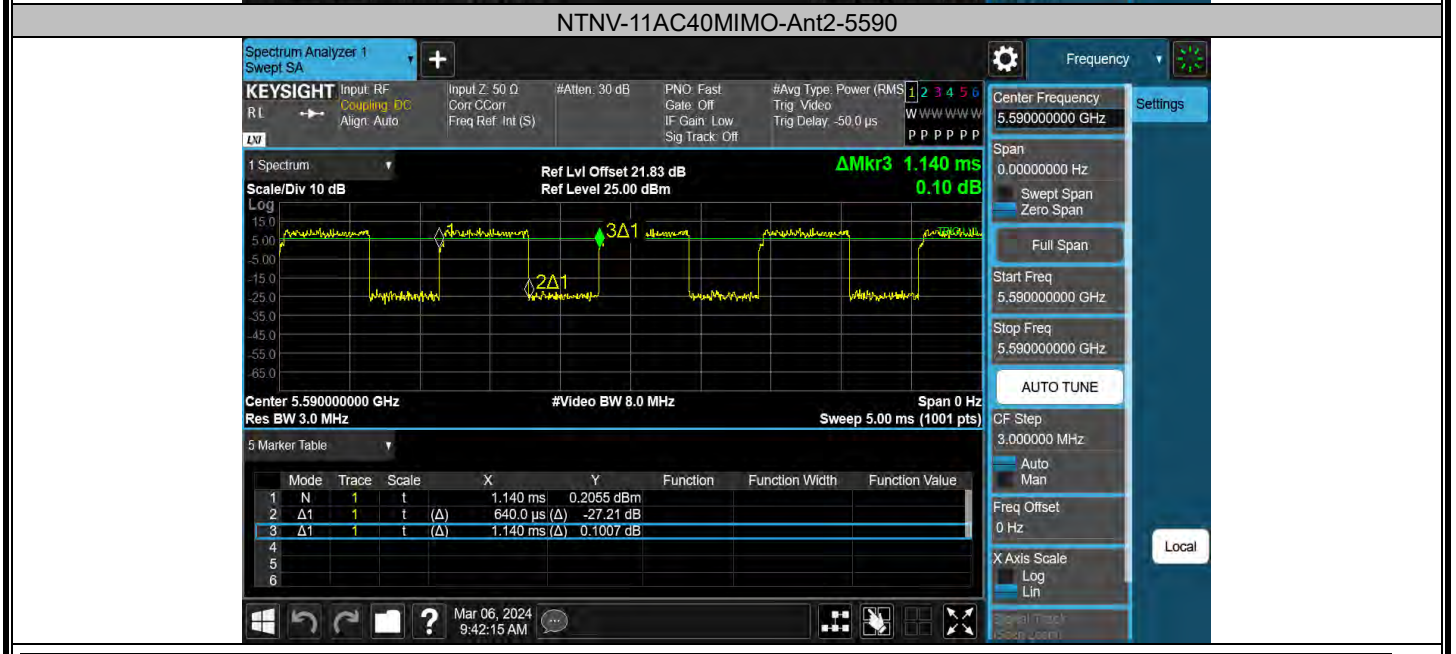 NTNV-11AC40MIMO-Ant2-5590
Spectrum Analyzer 1
Swept SA
+
Frequency
KEYSIGHT
RL
LXI
Input: RF
Coupling: DC
Align: Auto
Input Z: 50 Ω
Corr CCorr
Freq Ref: Int (S)
#Atten: 30 dB
PNO: Fast
Gate: Off
IF Gain: Low
Sig Track: Off
#Avg Type: Power (RMS
Trig: Video
Trig Delay: -50.0 µs
1 2 3 4 5 6
W W W W W W
P P P P P P
Center Frequency
5.590000000 GHz
Settings
Span
0.00000000 Hz
Swept Span
Zero Span
Full Span
Start Freq
5.590000000 GHz
Stop Freq
5.590000000 GHz
AUTO TUNE
CF Step
3.000000 MHz
Auto
Man
Freq Offset
0 Hz
X Axis Scale
Log
Lin
Signal Track
(Span Zoom)
Local
1 Spectrum
Scale/Div 10 dB
Log
Ref Lvl Offset 21.83 dB
Ref Level 25.00 dBm
ΔMkr3 1.140 ms
0.10 dB
15.0
5.00
-5.00
-15.0
-25.0
-35.0
-45.0
-55.0
-65.0
1
2Δ1
3Δ1
Center 5.590000000 GHz
Res BW 3.0 MHz
#Video BW 8.0 MHz
Span 0 Hz
Sweep 5.00 ms (1001 pts)
5 Marker Table
Mode Trace Scale X Y Function Function Width Function Value
1 N 1 t 1.140 ms 0.2055 dBm
2 Δ1 1 t (Δ) 640.0 µs (Δ) -27.21 dB
3 Δ1 1 t (Δ) 1.140 ms (Δ) 0.1007 dB
4
5
6
?
Mar 06, 2024
9:42:15 AM